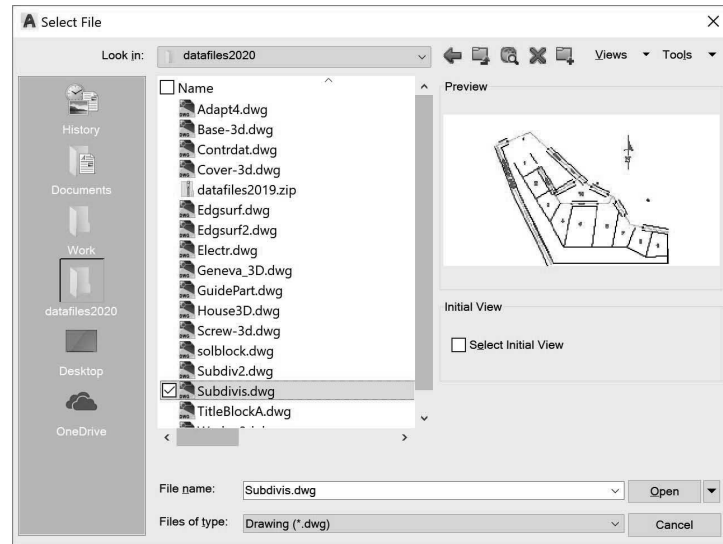 A Select File
Look in: datafiles2020 Views Tools
Name
Adapt4.dwg
Base-3d.dwg
Contrdat.dwg
Cover-3d.dwg
datafiles2019.zip
Edgsurf.dwg
Edgsurf2.dwg
Electr.dwg
Geneva_3D.dwg
GuidePart.dwg
House3D.dwg
Screw-3d.dwg
solblock.dwg
Subdiv2.dwg
Subdivis.dwg
TitleBlockA.dwg
History
Documents
Work
datafiles2020
Desktop
OneDrive
Preview
Initial View
Select Initial View
File name: Subdivis.dwg Open
Files of type: Drawing (*.dwg) Cancel